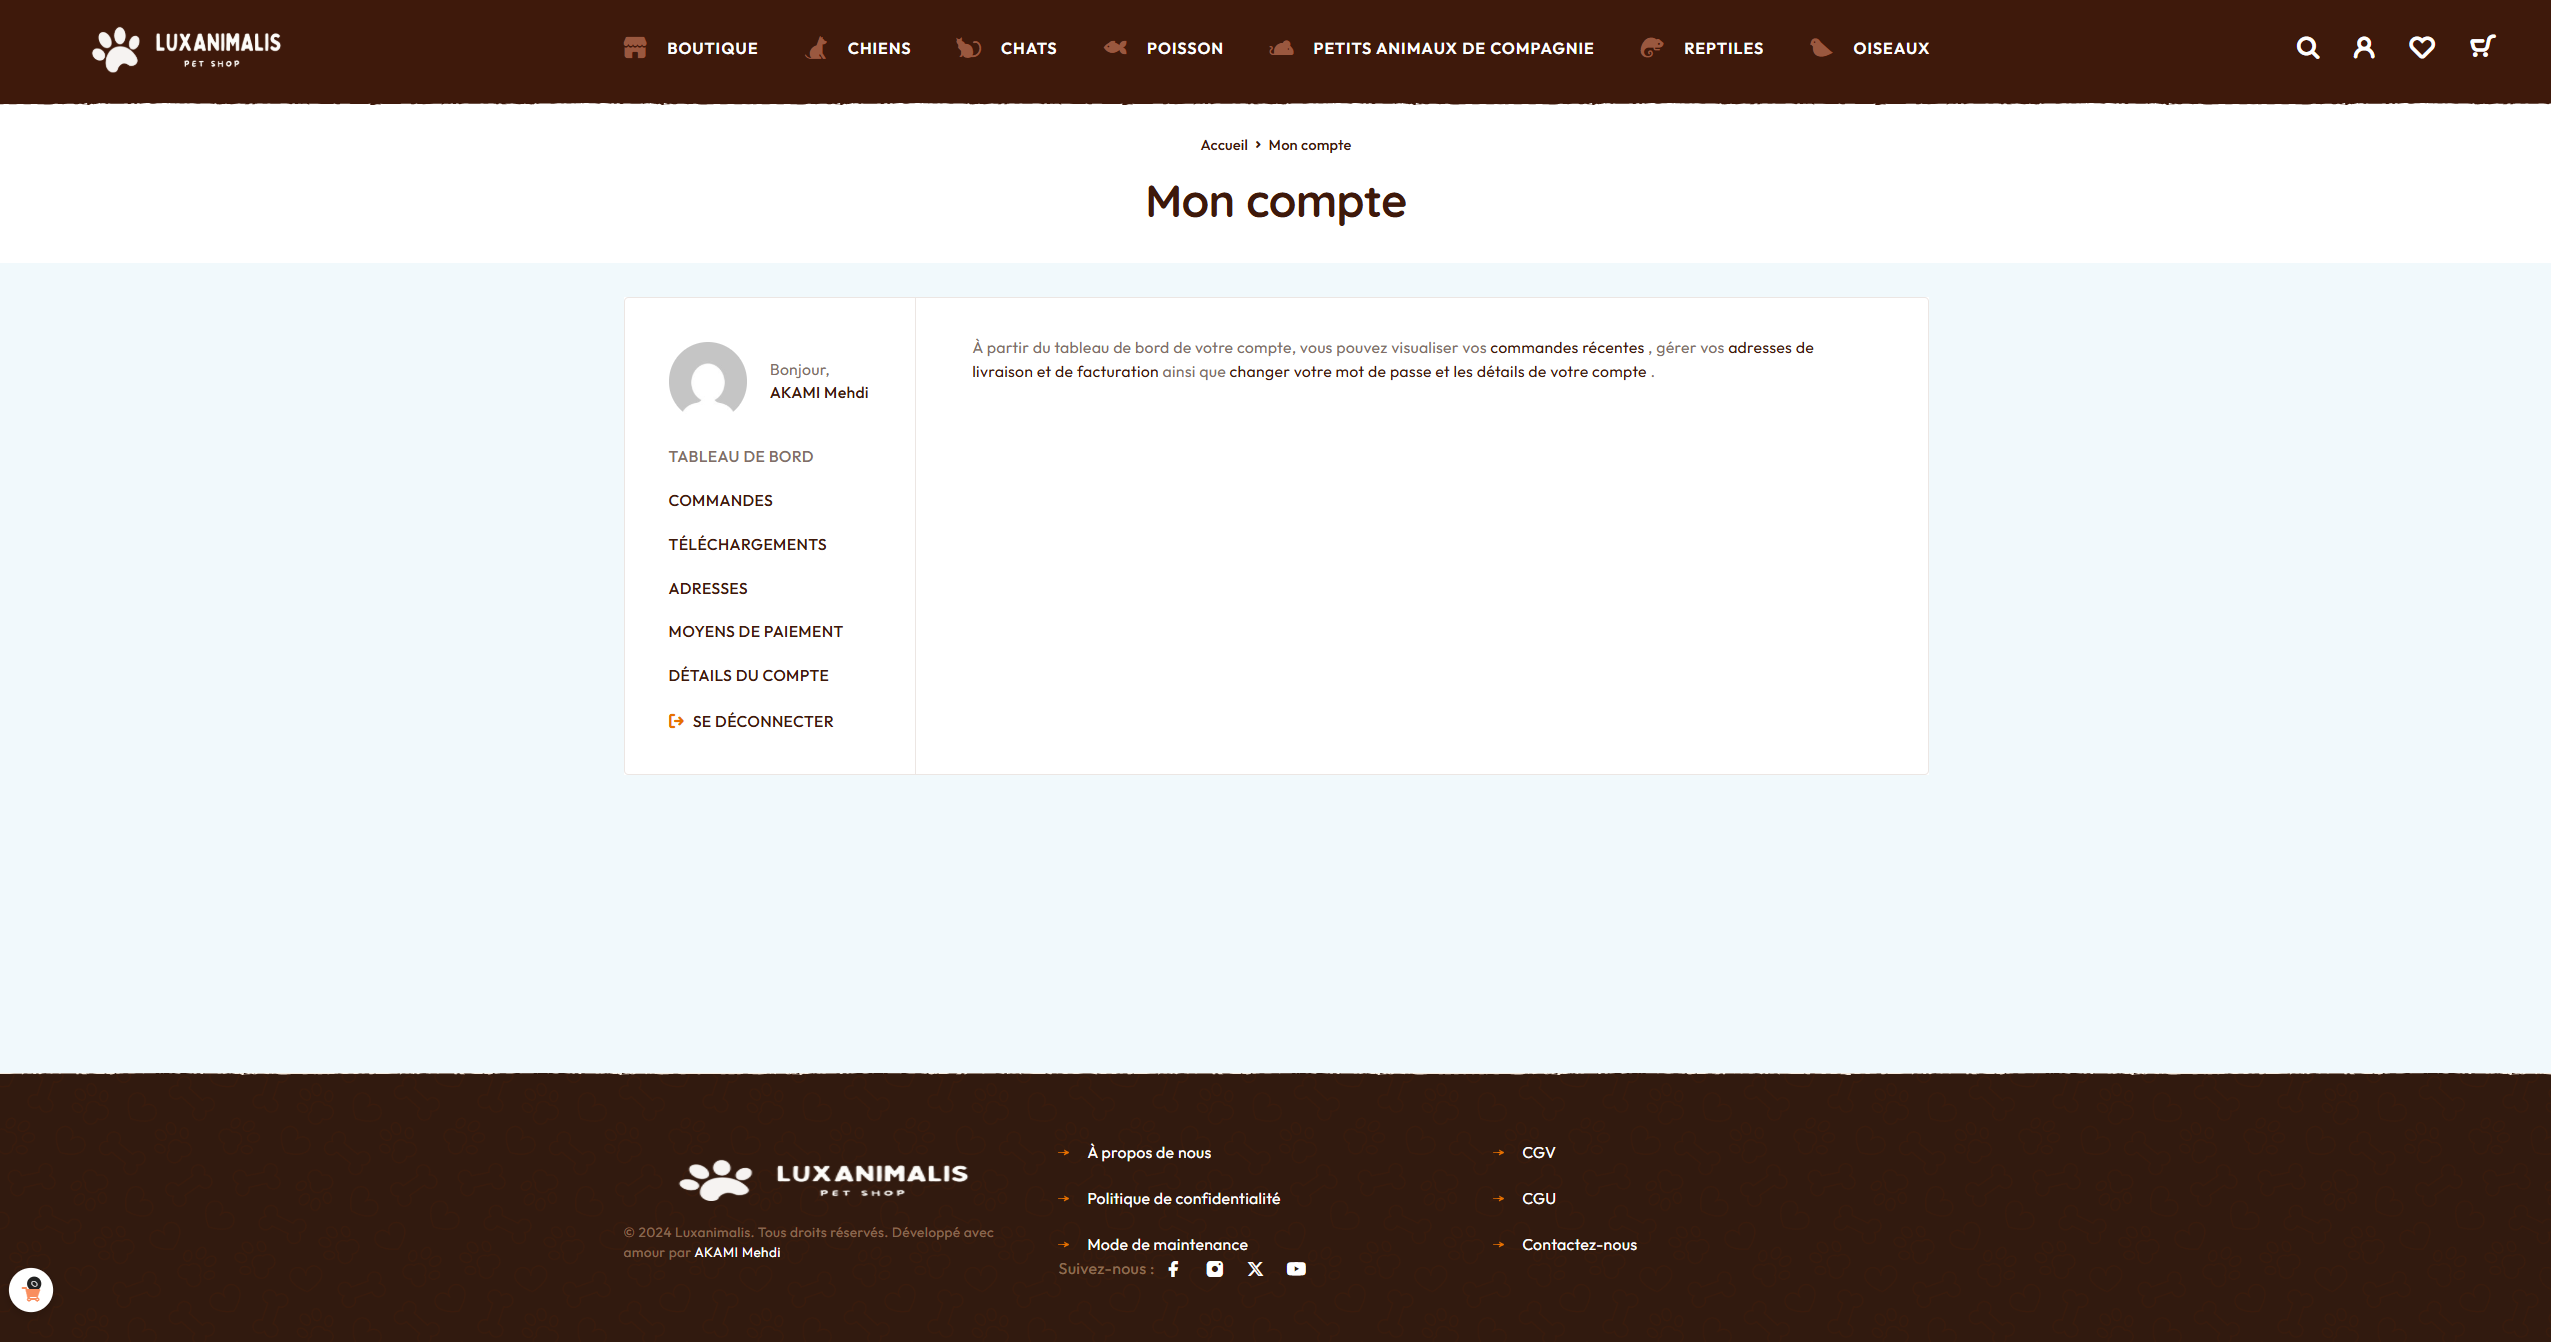 LUXANIMALIS
PET SHOP
BOUTIQUE
CHIENS
CHATS
POISSON
PETITS ANIMAUX DE COMPAGNIE
REPTILES
OISEAUX
Accueil > Mon compte
Mon compte
Bonjour,
AKAMI Mehdi
TABLEAU DE BORD
COMMANDES
TÉLÉCHARGEMENTS
ADRESSES
MOYENS DE PAIEMENT
DÉTAILS DU COMPTE
SE DÉCONNECTER
À partir du tableau de bord de votre compte, vous pouvez visualiser vos commandes récentes , gérer vos adresses de
livraison et de facturation ainsi que changer votre mot de passe et les détails de votre compte .
LUXANIMALIS
PET SHOP
© 2024 Luxanimalis. Tous droits réservés. Développé avec
amour par AKAMI Mehdi
À propos de nous
Politique de confidentialité
Mode de maintenance
Suivez-nous :
CGV
CGU
Contactez-nous
0